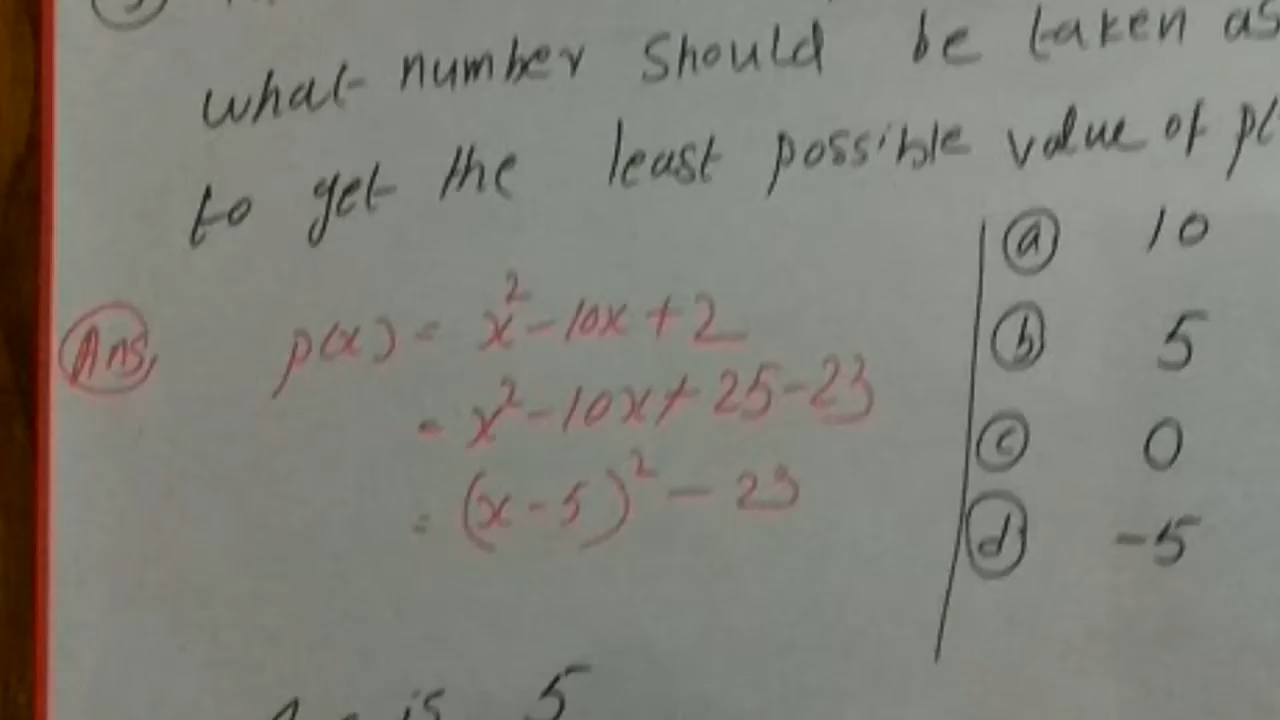 what number should be taken as
to get the least possible value of p(
(a) 10
(b) 5
(c) 0
(d) -5
Ans, p(x) = x² - 10x + 2
= x² - 10x + 25 - 23
= (x - 5)² - 23
is 5